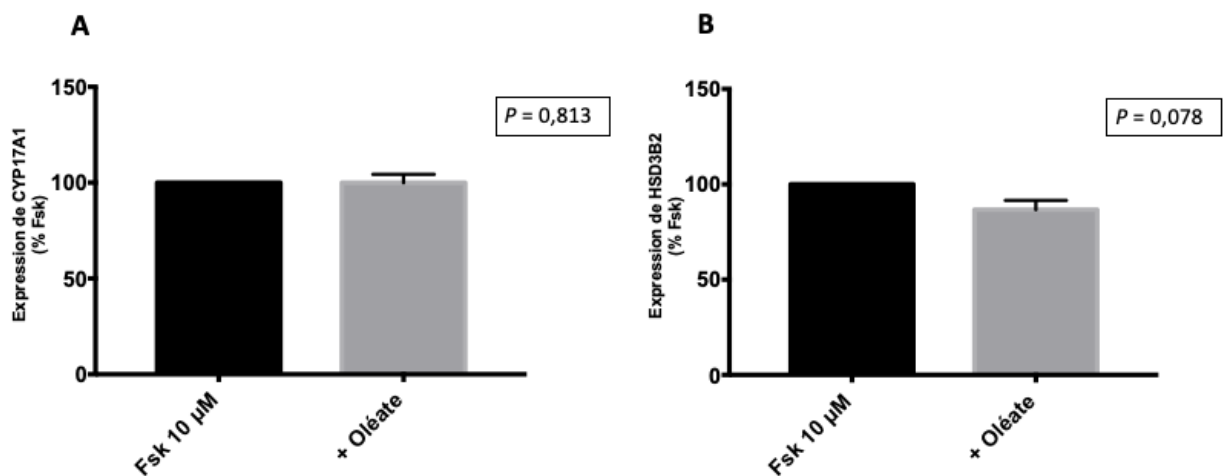 A
Expression de CYP17A1
(% Fsk)
150
100
50
0
P = 0,813
Fsk 10 µM
+ Oléate
B
Expression de HSD3B2
(% Fsk)
150
100
50
0
P = 0,078
Fsk 10 µM
+ Oléate